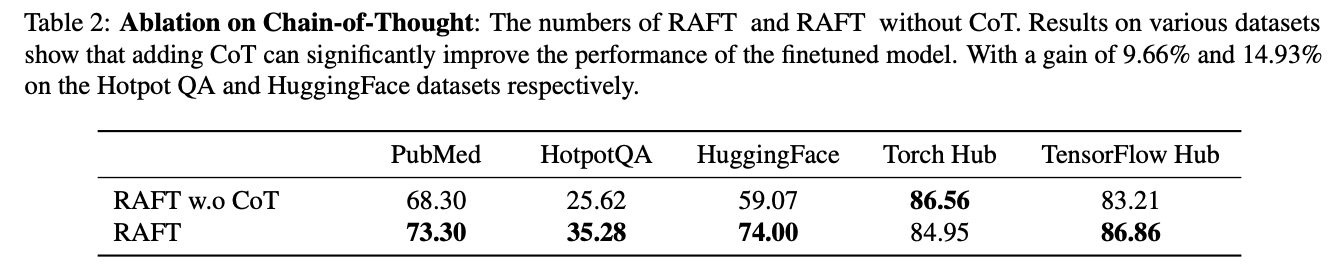 Table 2: Ablation on Chain-of-Thought: The numbers of RAFT and RAFT without CoT. Results on various datasets
show that adding CoT can significantly improve the performance of the finetuned model. With a gain of 9.66% and 14.93%
on the Hotpot QA and HuggingFace datasets respectively.
PubMed HotpotQA HuggingFace Torch Hub TensorFlow Hub
RAFT w.o CoT 68.30 25.62 59.07 86.56 83.21
RAFT 73.30 35.28 74.00 84.95 86.86